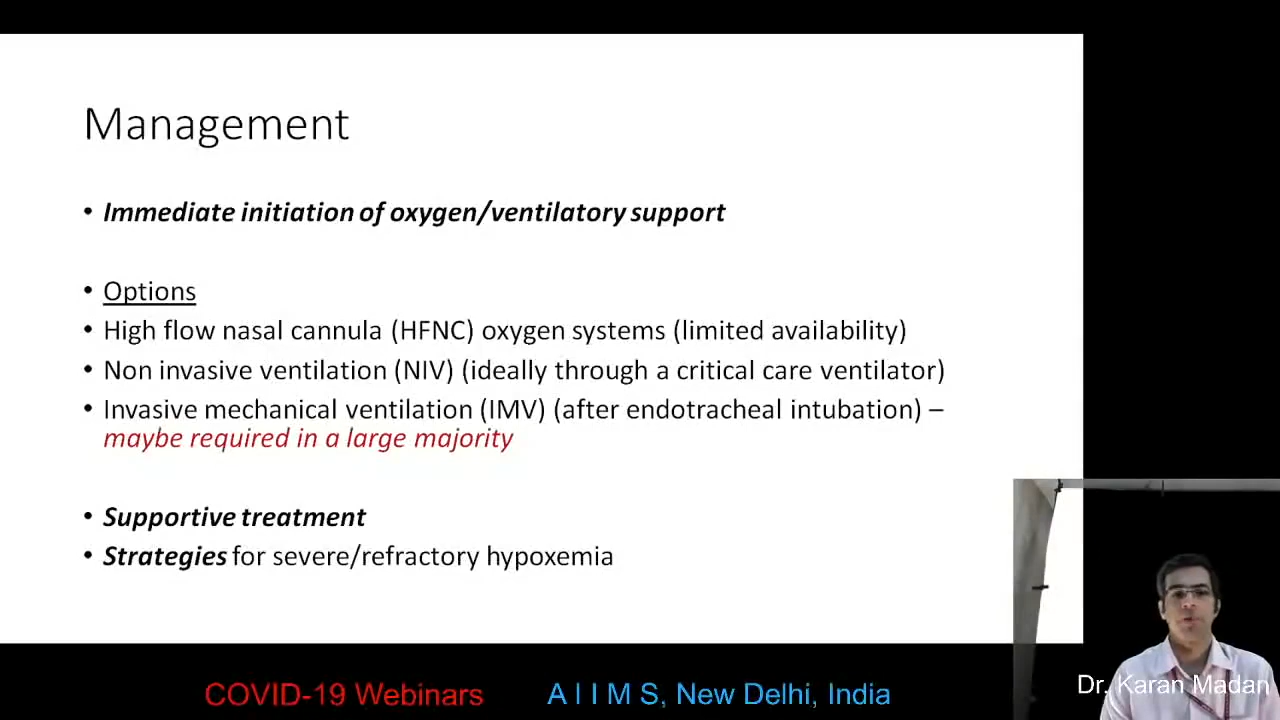 Management
• Immediate initiation of oxygen/ventilatory support
• Options
• High flow nasal cannula (HFNC) oxygen systems (limited availability)
• Non invasive ventilation (NIV) (ideally through a critical care ventilator)
• Invasive mechanical ventilation (IMV) (after endotracheal intubation) –
maybe required in a large majority
• Supportive treatment
• Strategies for severe/refractory hypoxemia
Dr. Karan Madan
COVID-19 Webinars
A I I M S, New Delhi, India